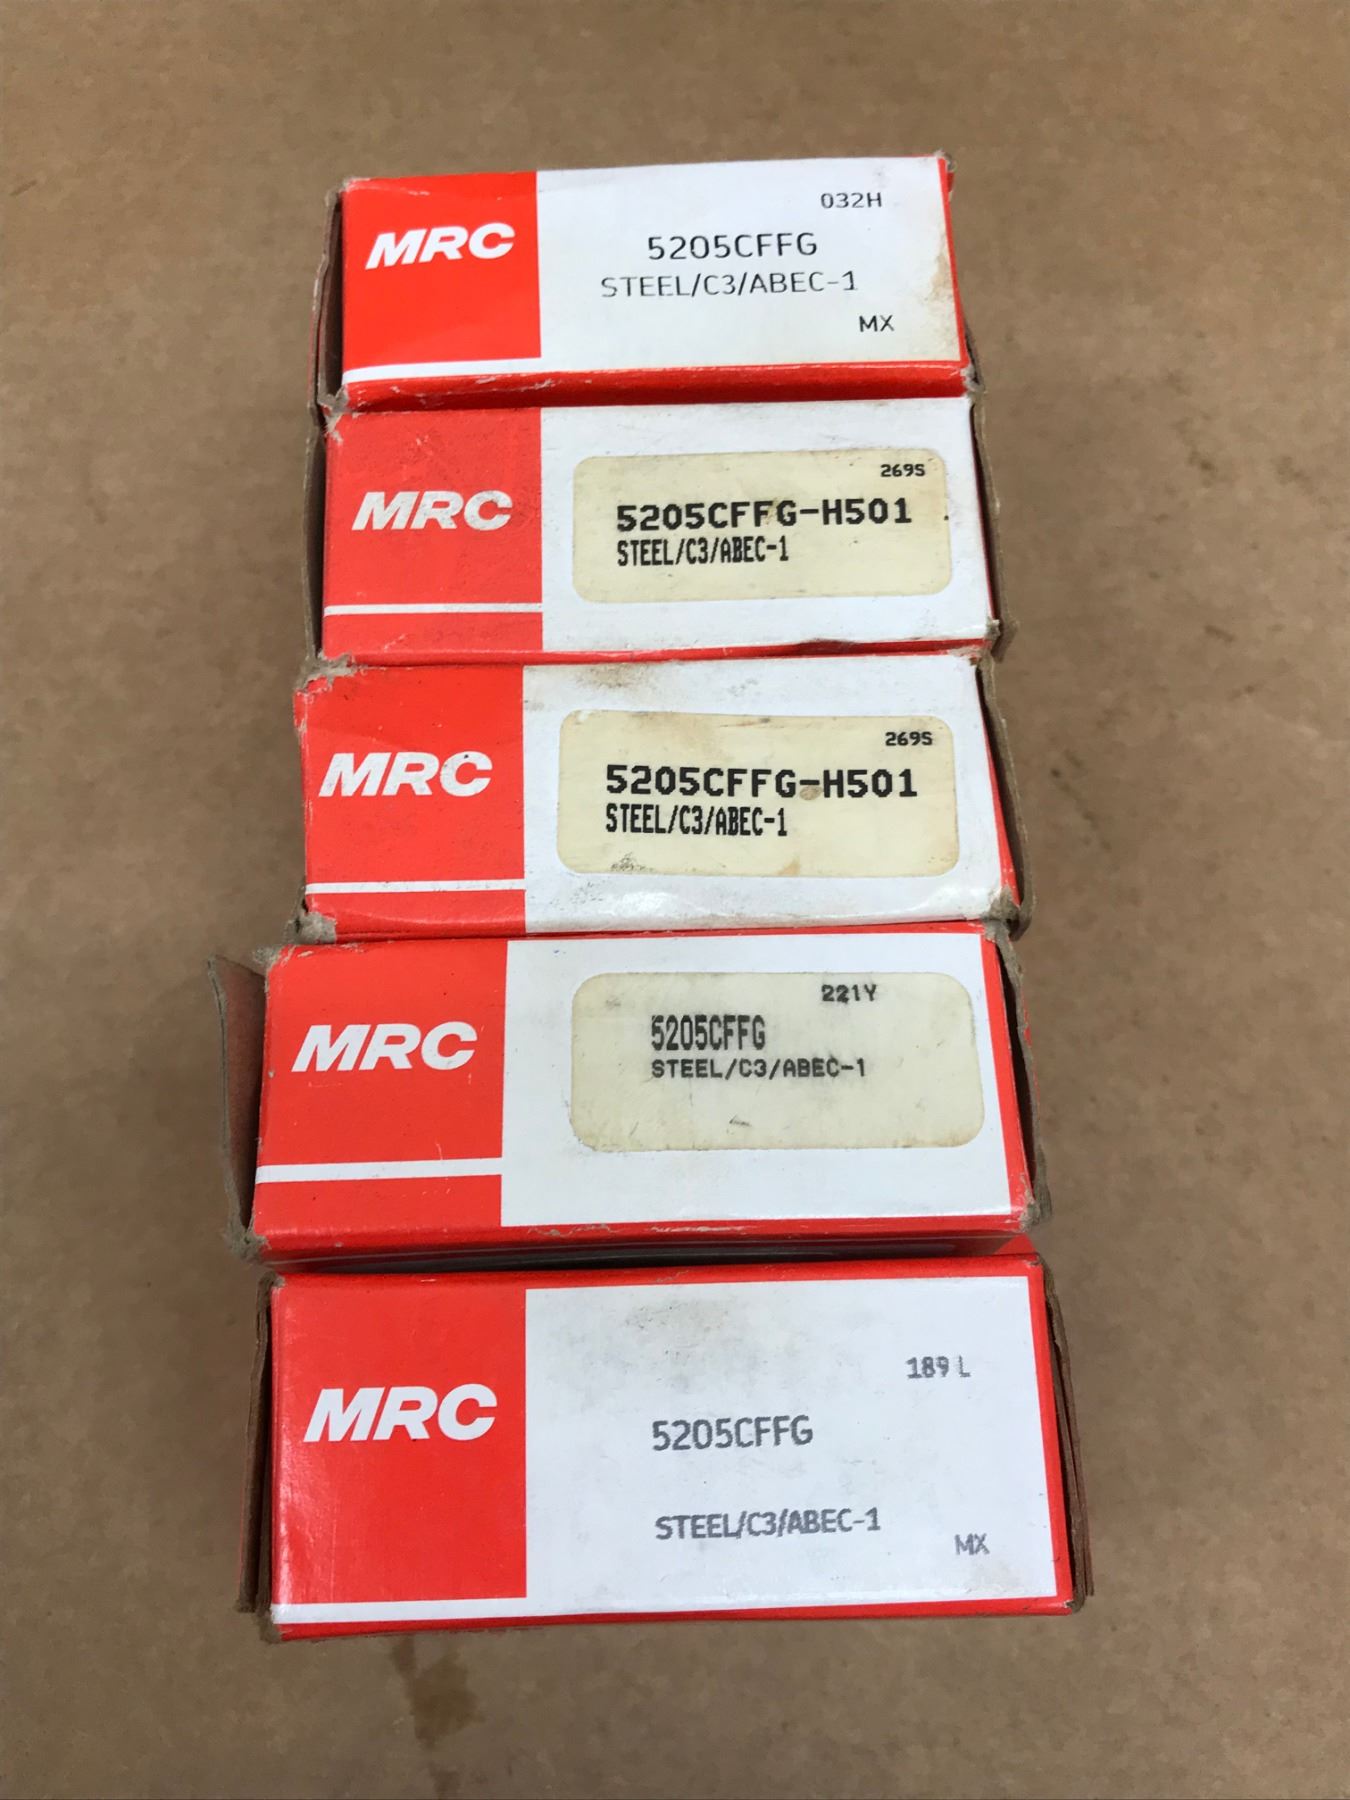 MRC
032H
5205CFFG
STEEL/C3/ABEC-1
MX
MRC
269S
5205CFFG-H501
STEEL/C3/ABEC-1
MRC
269S
5205CFFG-H501
STEEL/C3/ABEC-1
MRC
221Y
5205CFFG
STEEL/C3/ABEC-1
MRC
189 L
5205CFFG
STEEL/C3/ABEC-1
MX